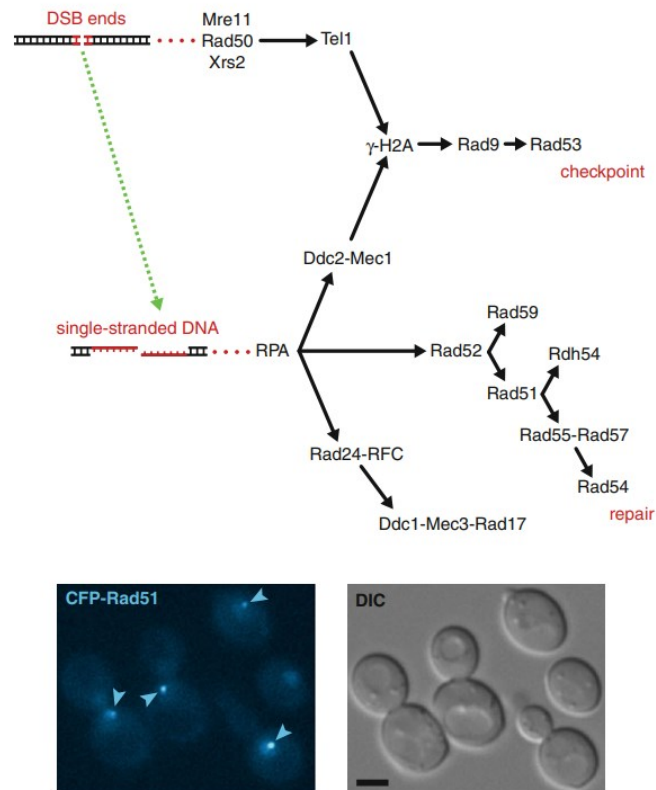 DSB ends
Mre11
Rad50
Xrs2
Tel1
γ-H2A
Rad9
Rad53
checkpoint
Ddc2-Mec1
single-stranded DNA
RPA
Rad52
Rad59
Rad51
Rdh54
Rad55-Rad57
Rad54
repair
Rad24-RFC
Ddc1-Mec3-Rad17
CFP-Rad51
DIC